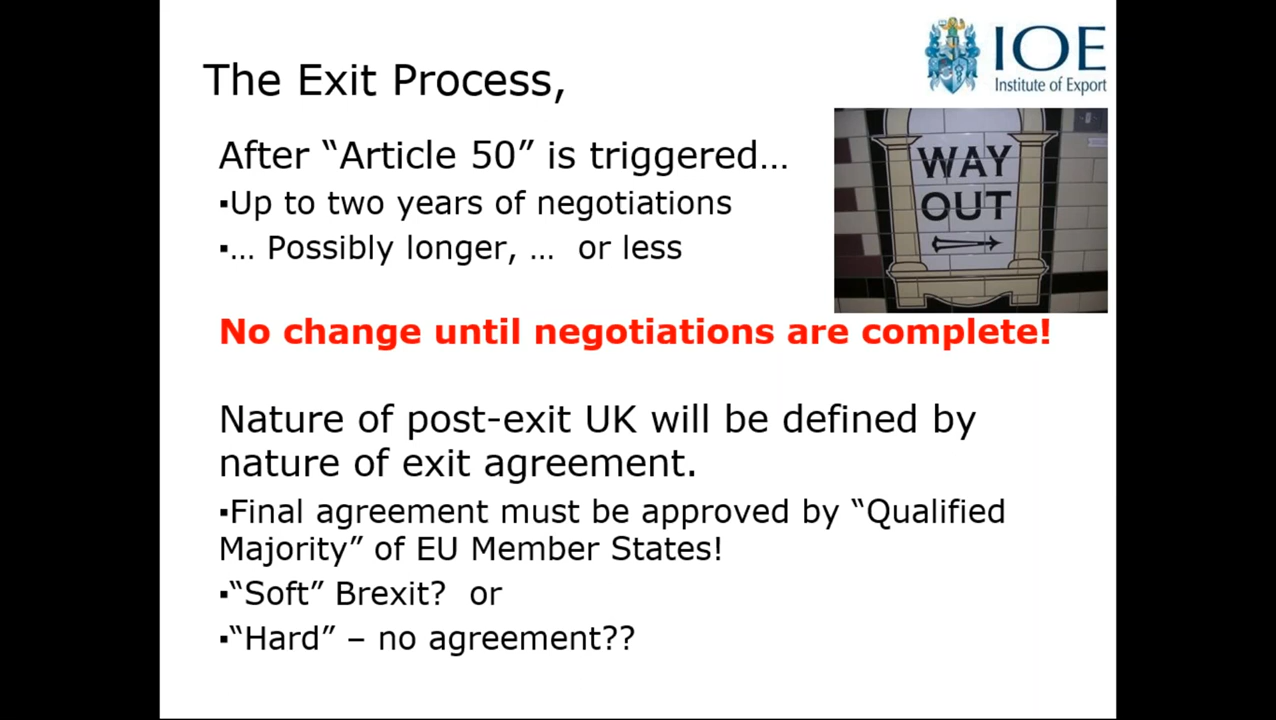 The Exit Process,
IOE
Institute of Export
After “Article 50” is triggered…
WAY
OUT
▪Up to two years of negotiations
▪… Possibly longer, …  or less
No change until negotiations are complete!
Nature of post-exit UK will be defined by
nature of exit agreement.
▪Final agreement must be approved by “Qualified
Majority” of EU Member States!
▪“Soft” Brexit?  or
▪“Hard” – no agreement??